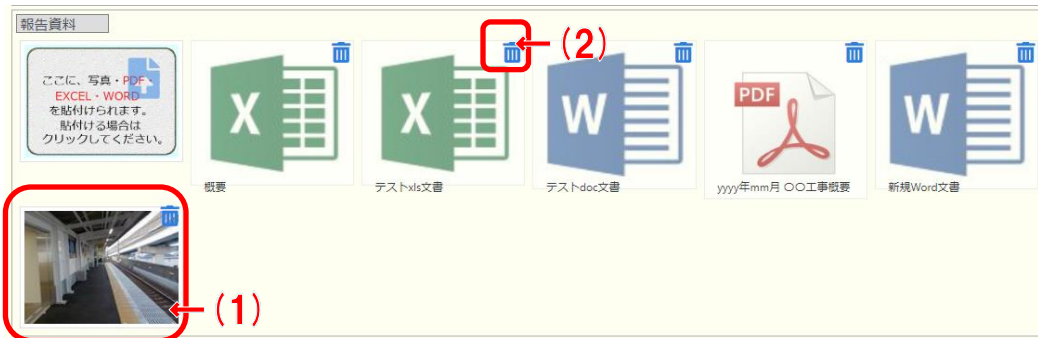 報告資料
ここに、写真・PDF・
EXCEL・WORD
を貼付けられます。
貼付ける場合は
クリックしてください。
X
X
W
PDF
W
(2)
概要
テストxls文書
テストdoc文書
yyyy年mm月 〇〇工事概要
新規Word文書
(1)